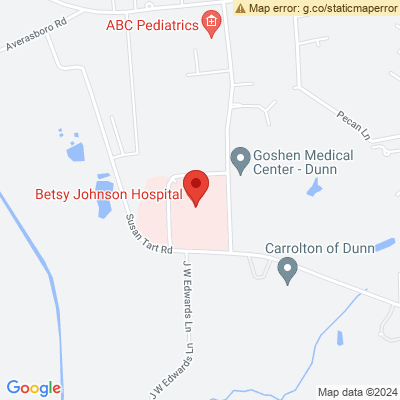 Map error: g.co/staticmaperror
ABC Pediatrics
Averasboro Rd
Pecan Ln
Goshen Medical
Center - Dunn
Betsy Johnson Hospital
Susan Tart Rd
Carrolton of Dunn
J W Edwards Ln
J W Edwards Ln
Google
Map data ©2024